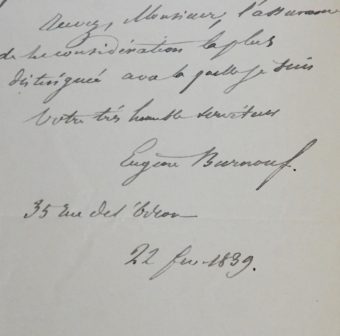 Recevez, Monsieur, l'assurance
de la considération la plus
distinguée avec laquelle je suis
Votre très humble serviteur
Eugène Burnouf.
35 rue de l'Odéon
22 fev. 1839.